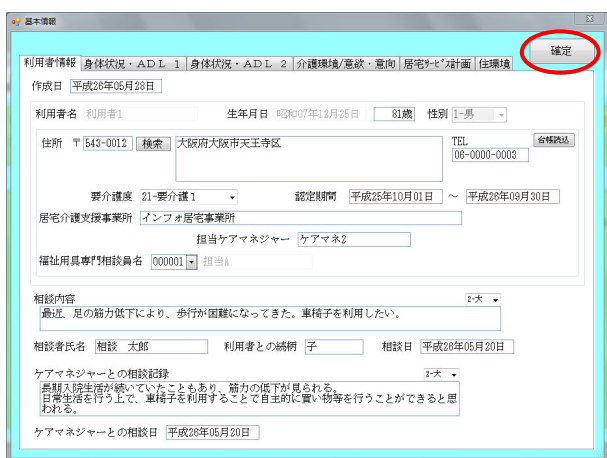 基本情報
確定
利用者情報 身体状況・ADL 1 身体状況・ADL 2 介護環境/意欲・意向 居宅ｻｰﾋﾞｽ計画 住環境
作成日 平成26年05月28日
利用者名 利用者1 生年月日 昭和07年12月25日 81歳 性別 1-男
住所 〒 543-0012 検索 大阪府大阪市天王寺区 TEL 台帳読込
06-0000-0003
要介護度 21-要介護1 認定期間 平成25年10月01日 ～ 平成26年09月30日
居宅介護支援事業所 インフォ居宅事業所
担当ケアマネジャー ケアマネ2
福祉用具専門相談員名 000001 担当A
相談内容 2-大
最近、足の筋力低下により、歩行が困難になってきた。車椅子を利用したい。
相談者氏名 相談 太郎 利用者との続柄 子 相談日 平成26年05月20日
ケアマネジャーとの相談記録 2-大
長期入院生活が続いていたこともあり、筋力の低下が見られる。
日常生活を行う上で、車椅子を利用することで自主的に買い物等を行うことができると思
われる。
ケアマネジャーとの相談日 平成26年05月20日